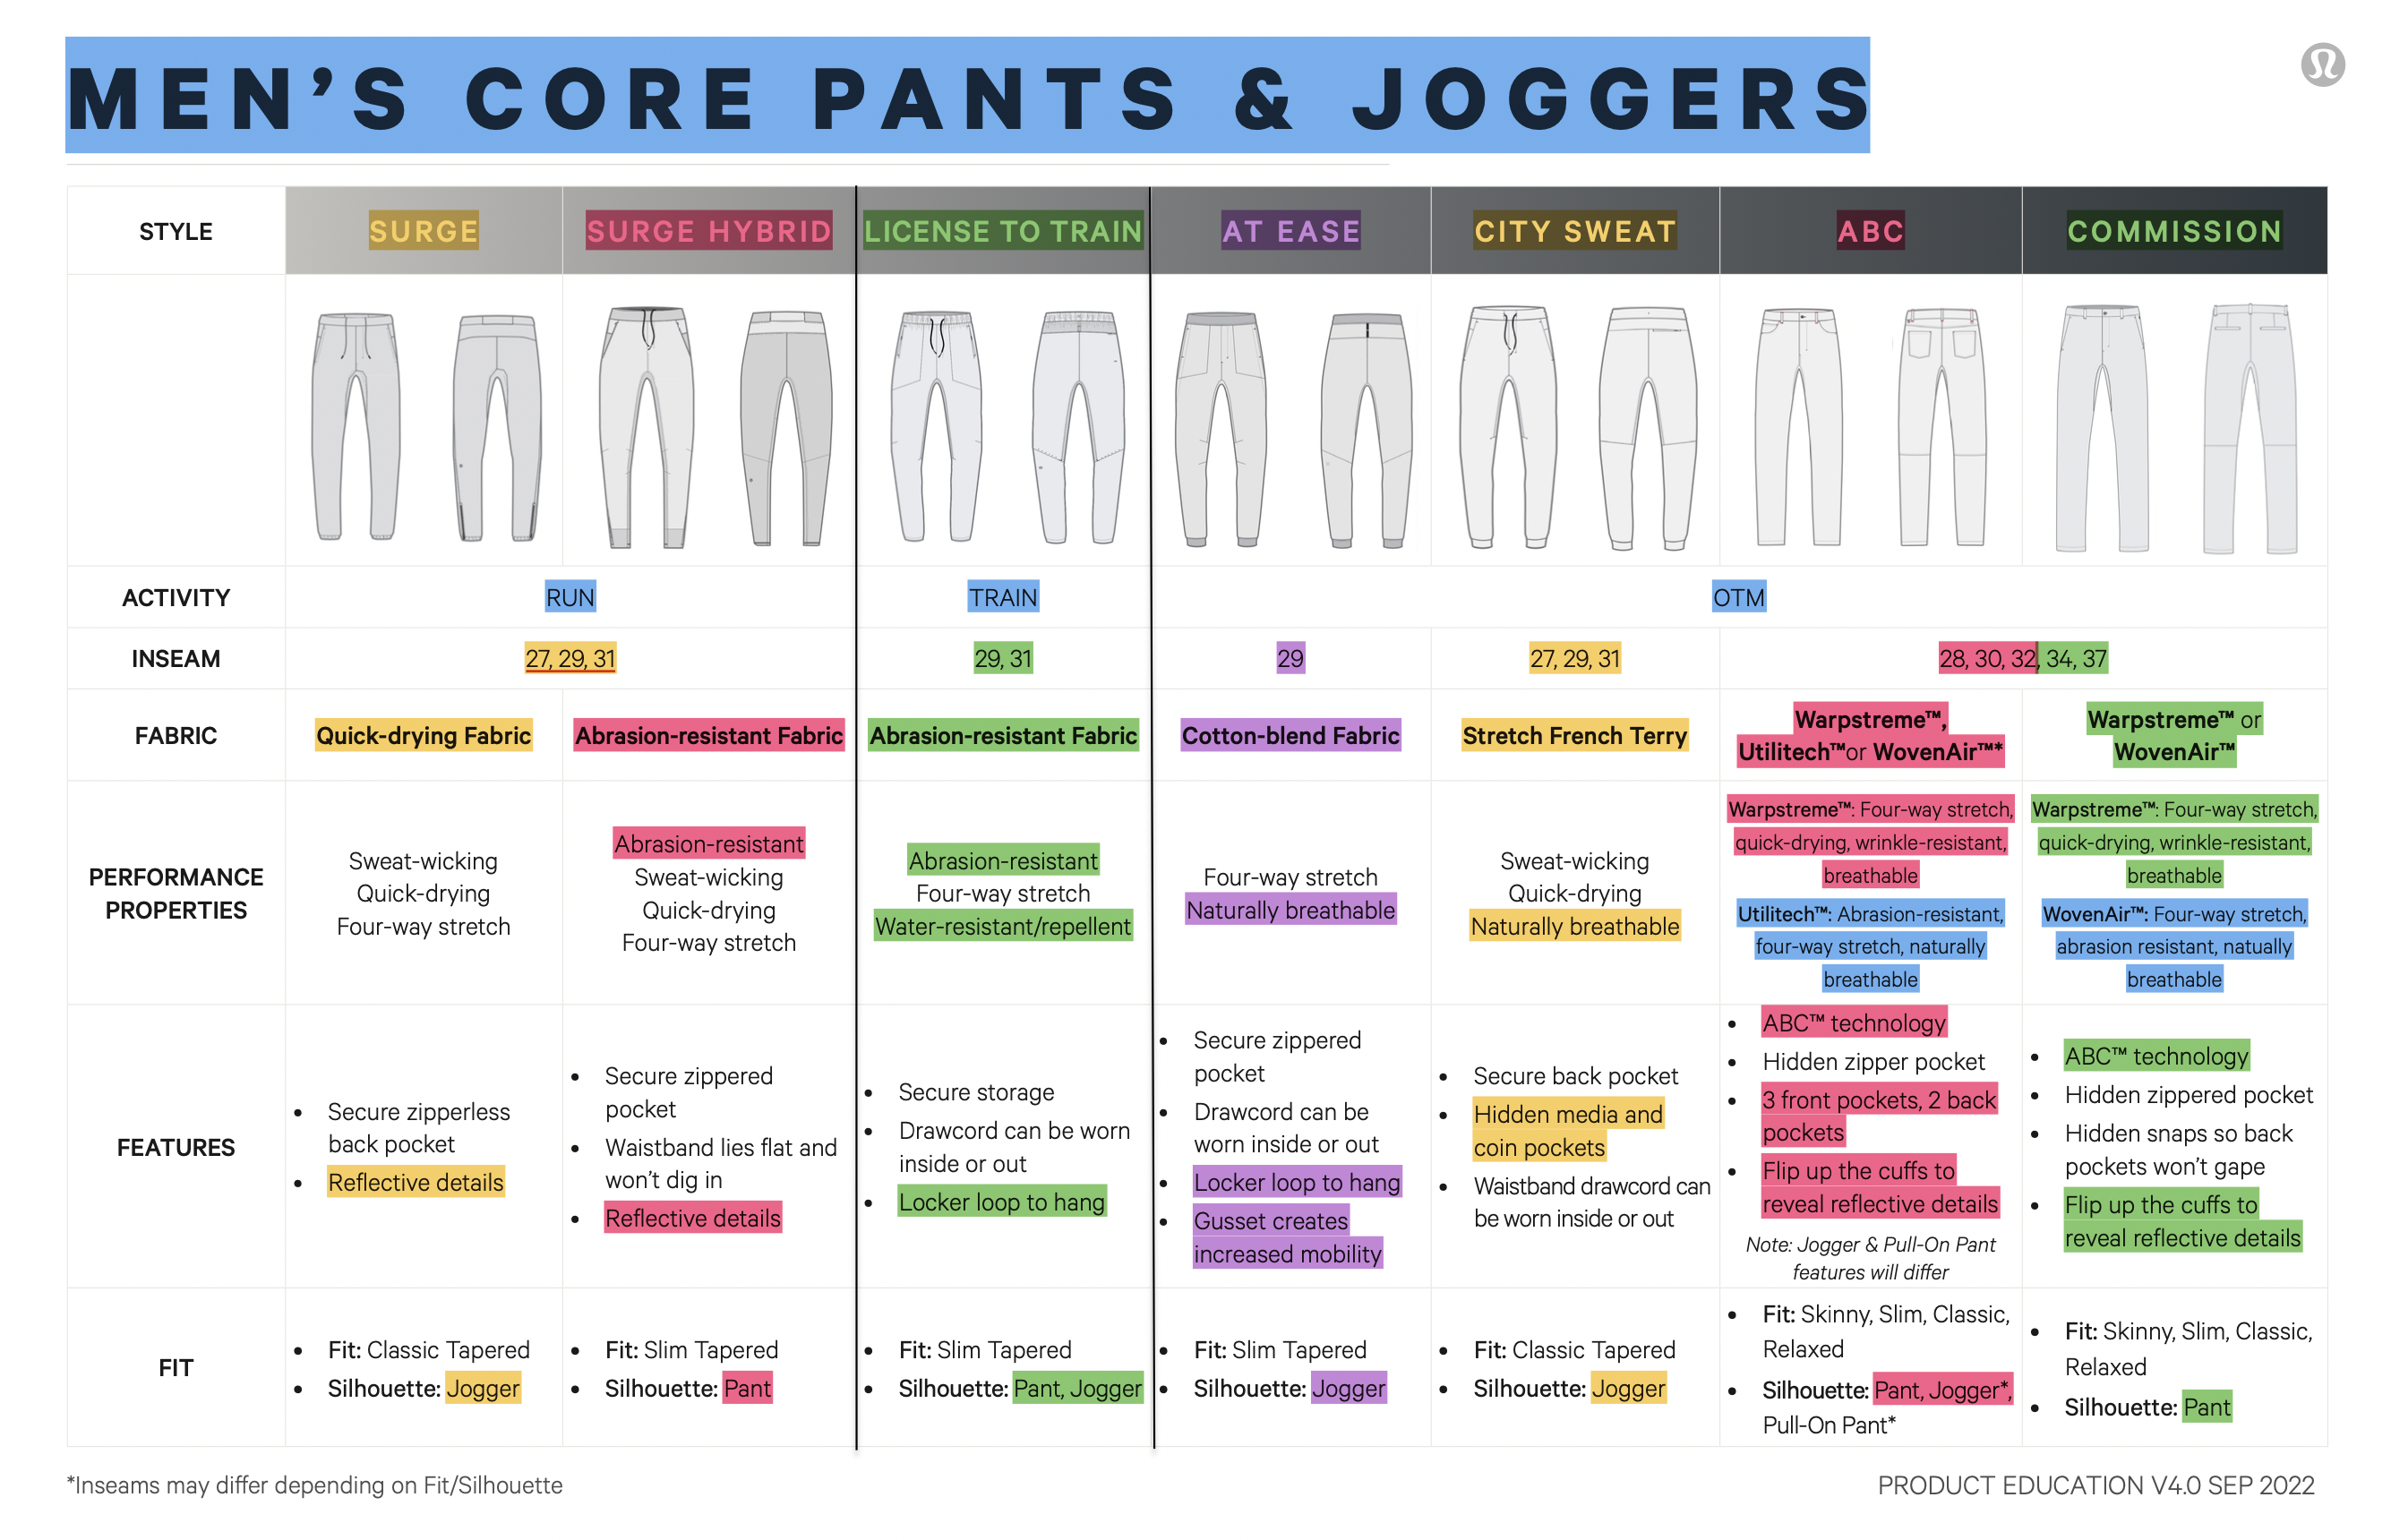 MEN’S CORE PANTS & JOGGERS
STYLE
SURGE
SURGE HYBRID
LICENSE TO TRAIN
AT EASE
CITY SWEAT
ABC
COMMISSION
ACTIVITY
RUN
TRAIN
OTM
INSEAM
27, 29, 31
29, 31
29
27, 29, 31
28, 30, 32, 34, 37
FABRIC
Quick-drying Fabric
Abrasion-resistant Fabric
Abrasion-resistant Fabric
Cotton-blend Fabric
Stretch French Terry
Warpstreme™,
Utilitech™or WovenAir™*
Warpstreme™ or
WovenAir™
PERFORMANCE
PROPERTIES
Sweat-wicking
Quick-drying
Four-way stretch
Abrasion-resistant
Sweat-wicking
Quick-drying
Four-way stretch
Abrasion-resistant
Four-way stretch
Water-resistant/repellent
Four-way stretch
Naturally breathable
Sweat-wicking
Quick-drying
Naturally breathable
Warpstreme™: Four-way stretch,
quick-drying, wrinkle-resistant,
breathable
Utilitech™: Abrasion-resistant,
four-way stretch, naturally
breathable
Warpstreme™: Four-way stretch,
quick-drying, wrinkle-resistant,
breathable
WovenAir™: Four-way stretch,
abrasion resistant, natually
breathable
FEATURES
• Secure zipperless
back pocket
• Reflective details
• Secure zippered
pocket
• Waistband lies flat and
won’t dig in
• Reflective details
• Secure storage
• Drawcord can be worn
inside or out
• Locker loop to hang
• Secure zippered
pocket
• Drawcord can be
worn inside or out
• Locker loop to hang
• Gusset creates
increased mobility
• Secure back pocket
• Hidden media and
coin pockets
• Waistband drawcord can
be worn inside or out
• ABC™ technology
• Hidden zipper pocket
• 3 front pockets, 2 back
pockets
• Flip up the cuffs to
reveal reflective details
Note: Jogger & Pull-On Pant
features will differ
• ABC™ technology
• Hidden zippered pocket
• Hidden snaps so back
pockets won’t gape
• Flip up the cuffs to
reveal reflective details
FIT
• Fit: Classic Tapered
• Silhouette: Jogger
• Fit: Slim Tapered
• Silhouette: Pant
• Fit: Slim Tapered
• Silhouette: Pant, Jogger
• Fit: Slim Tapered
• Silhouette: Jogger
• Fit: Classic Tapered
• Silhouette: Jogger
• Fit: Skinny, Slim, Classic,
Relaxed
• Silhouette: Pant, Jogger*,
Pull-On Pant*
• Fit: Skinny, Slim, Classic,
Relaxed
• Silhouette: Pant
*Inseams may differ depending on Fit/Silhouette
PRODUCT EDUCATION V4.0 SEP 2022